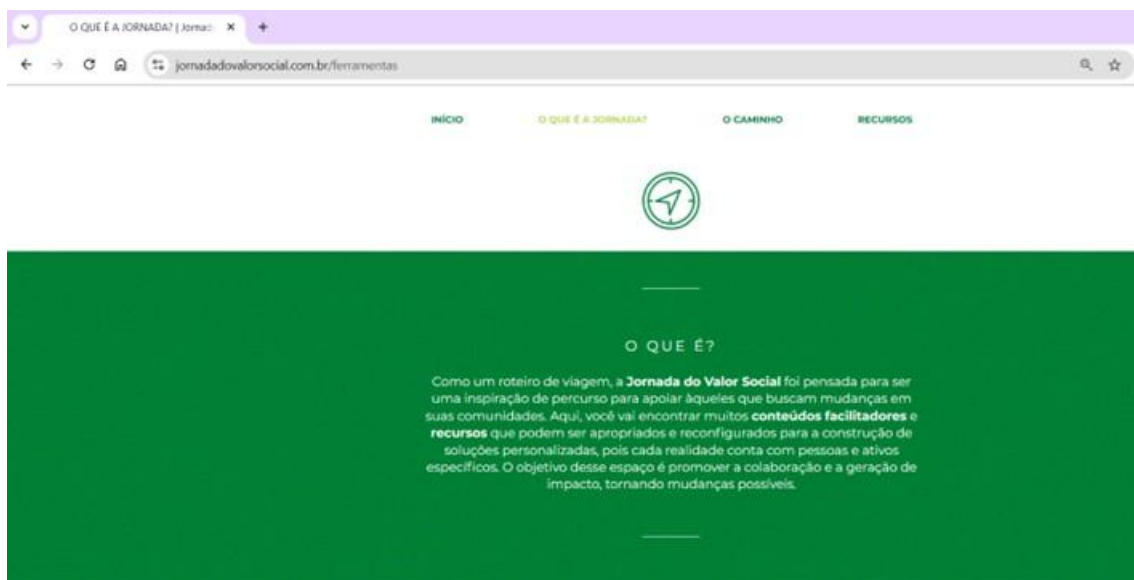 O QUE É A JORNADA? | Jornad
jornadadovalorsocial.com.br/ferramentas
INÍCIO O QUE É A JORNADA? O CAMINHO RECURSOS
O QUE É?
Como um roteiro de viagem, a Jornada do Valor Social foi pensada para ser
uma inspiração de percurso para apoiar àqueles que buscam mudanças em
suas comunidades. Aqui, você vai encontrar muitos conteúdos facilitadores e
recursos que podem ser apropriados e reconfigurados para a construção de
soluções personalizadas, pois cada realidade conta com pessoas e ativos
específicos. O objetivo desse espaço é promover a colaboração e a geração de
impacto, tornando mudanças possíveis.